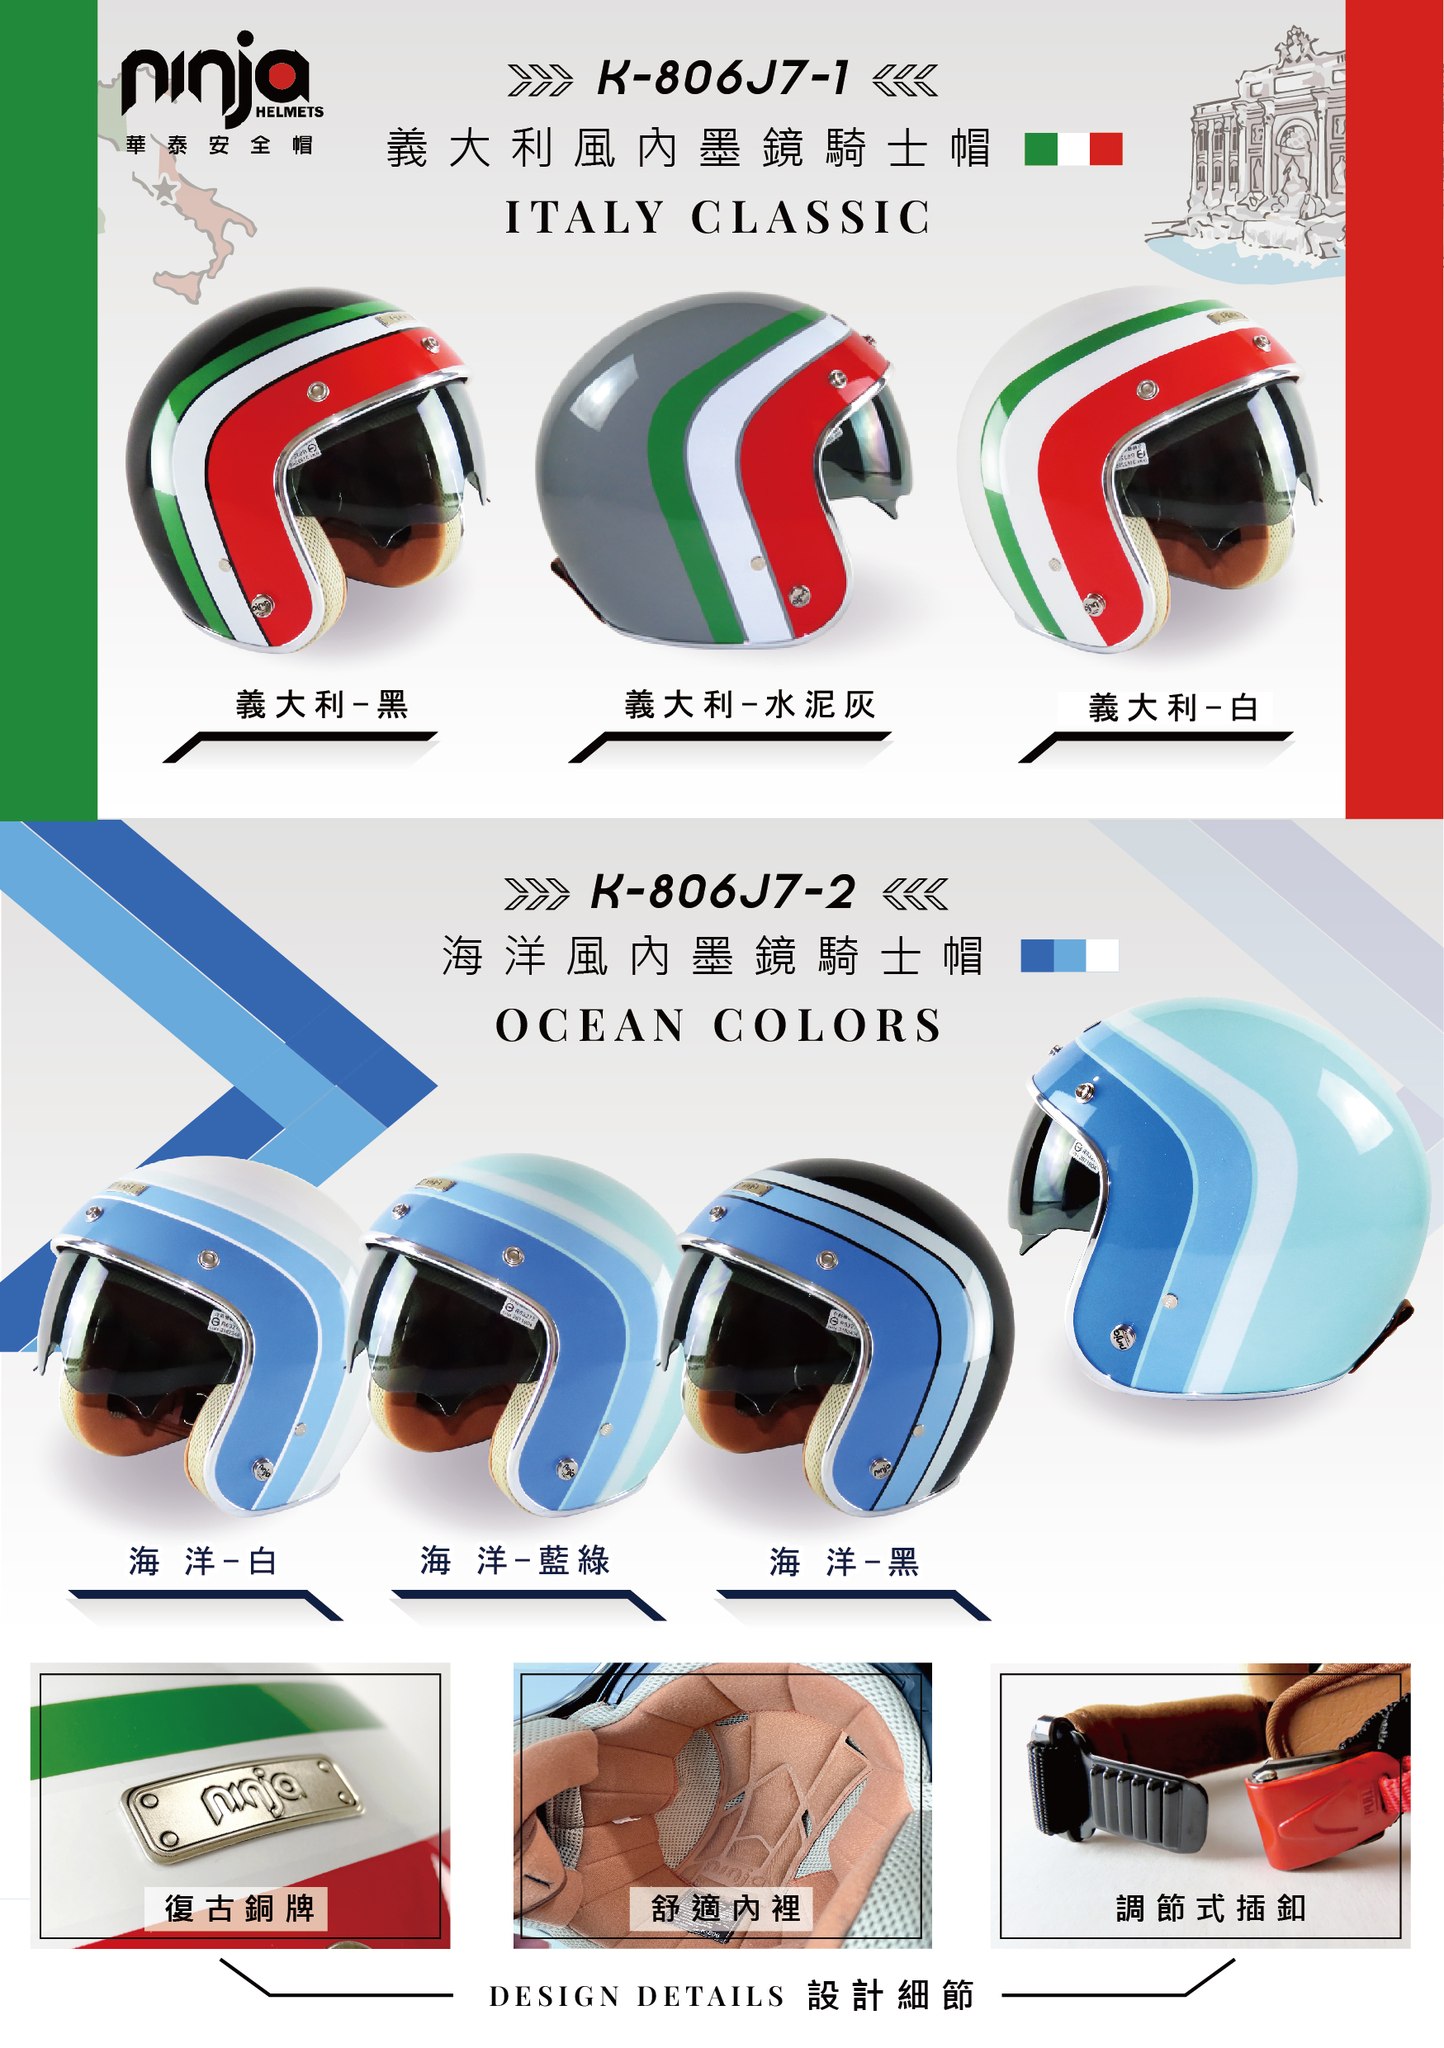 ninja
HELMETS
華泰安全帽
K-806J7-1
義大利風內墨鏡騎士帽
ITALY CLASSIC
義大利-黑
義大利-水泥灰
義大利-白
K-806J7-2
海洋風內墨鏡騎士帽
OCEAN COLORS
海 洋-白
海 洋-藍綠
海 洋-黑
ninja
復古銅牌
ninja
舒適內裡
PULL
調節式插釦
DESIGN DETAILS 設計細節